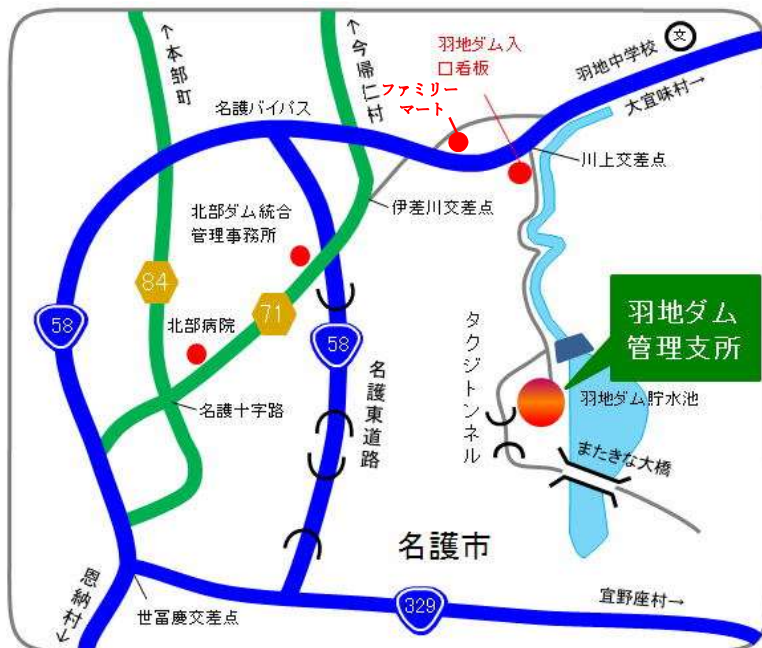 ↑本部町
↑今帰仁村
羽地ダム入
口看板
羽地中学校
文
大宜味村→
ファミリー
マート
名護バイパス
川上交差点
伊差川交差点
北部ダム統合
管理事務所
84
71
58
58
北部病院
羽地ダム
管理支所
タクジトンネル
名護東道路
名護十字路
羽地ダム貯水池
またきな大橋
名護市
恩納村→
世冨慶交差点
329
宜野座村→